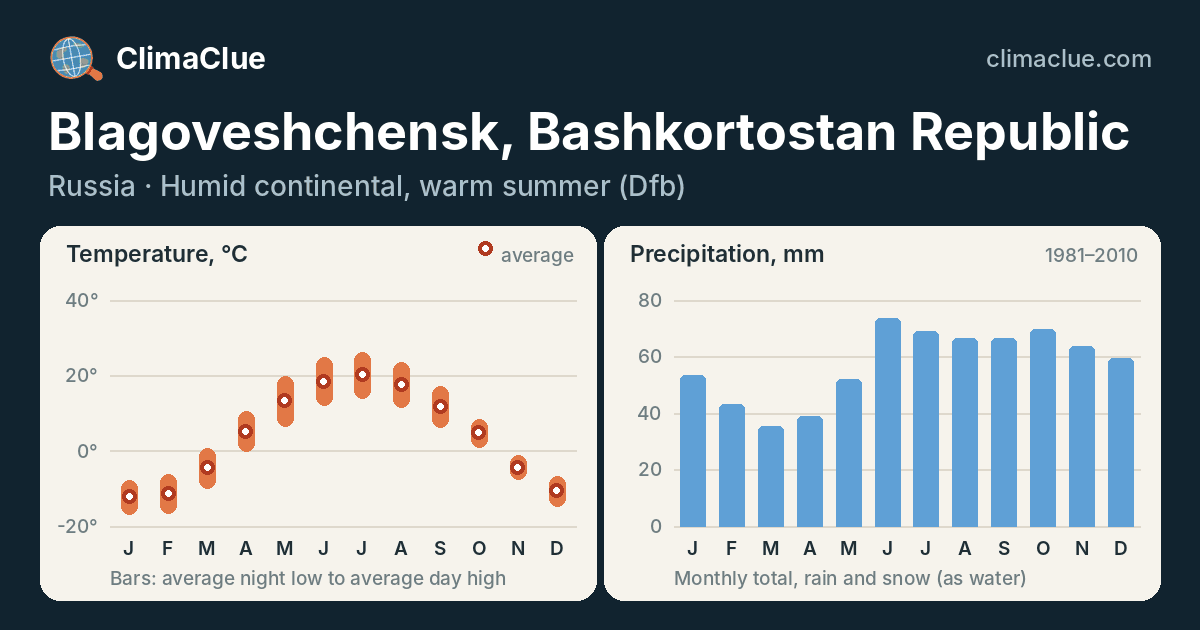 ClimaClue
climaclue.com
Blagoveshchensk, Bashkortostan Republic
Russia · Humid continental, warm summer (Dfb)
Temperature, °C
average
40°
20°
0°
-20°
J F M A M J J A S O N D
Bars: average night low to average day high
Precipitation, mm
1981–2010
80
60
40
20
0
J F M A M J J A S O N D
Monthly total, rain and snow (as water)